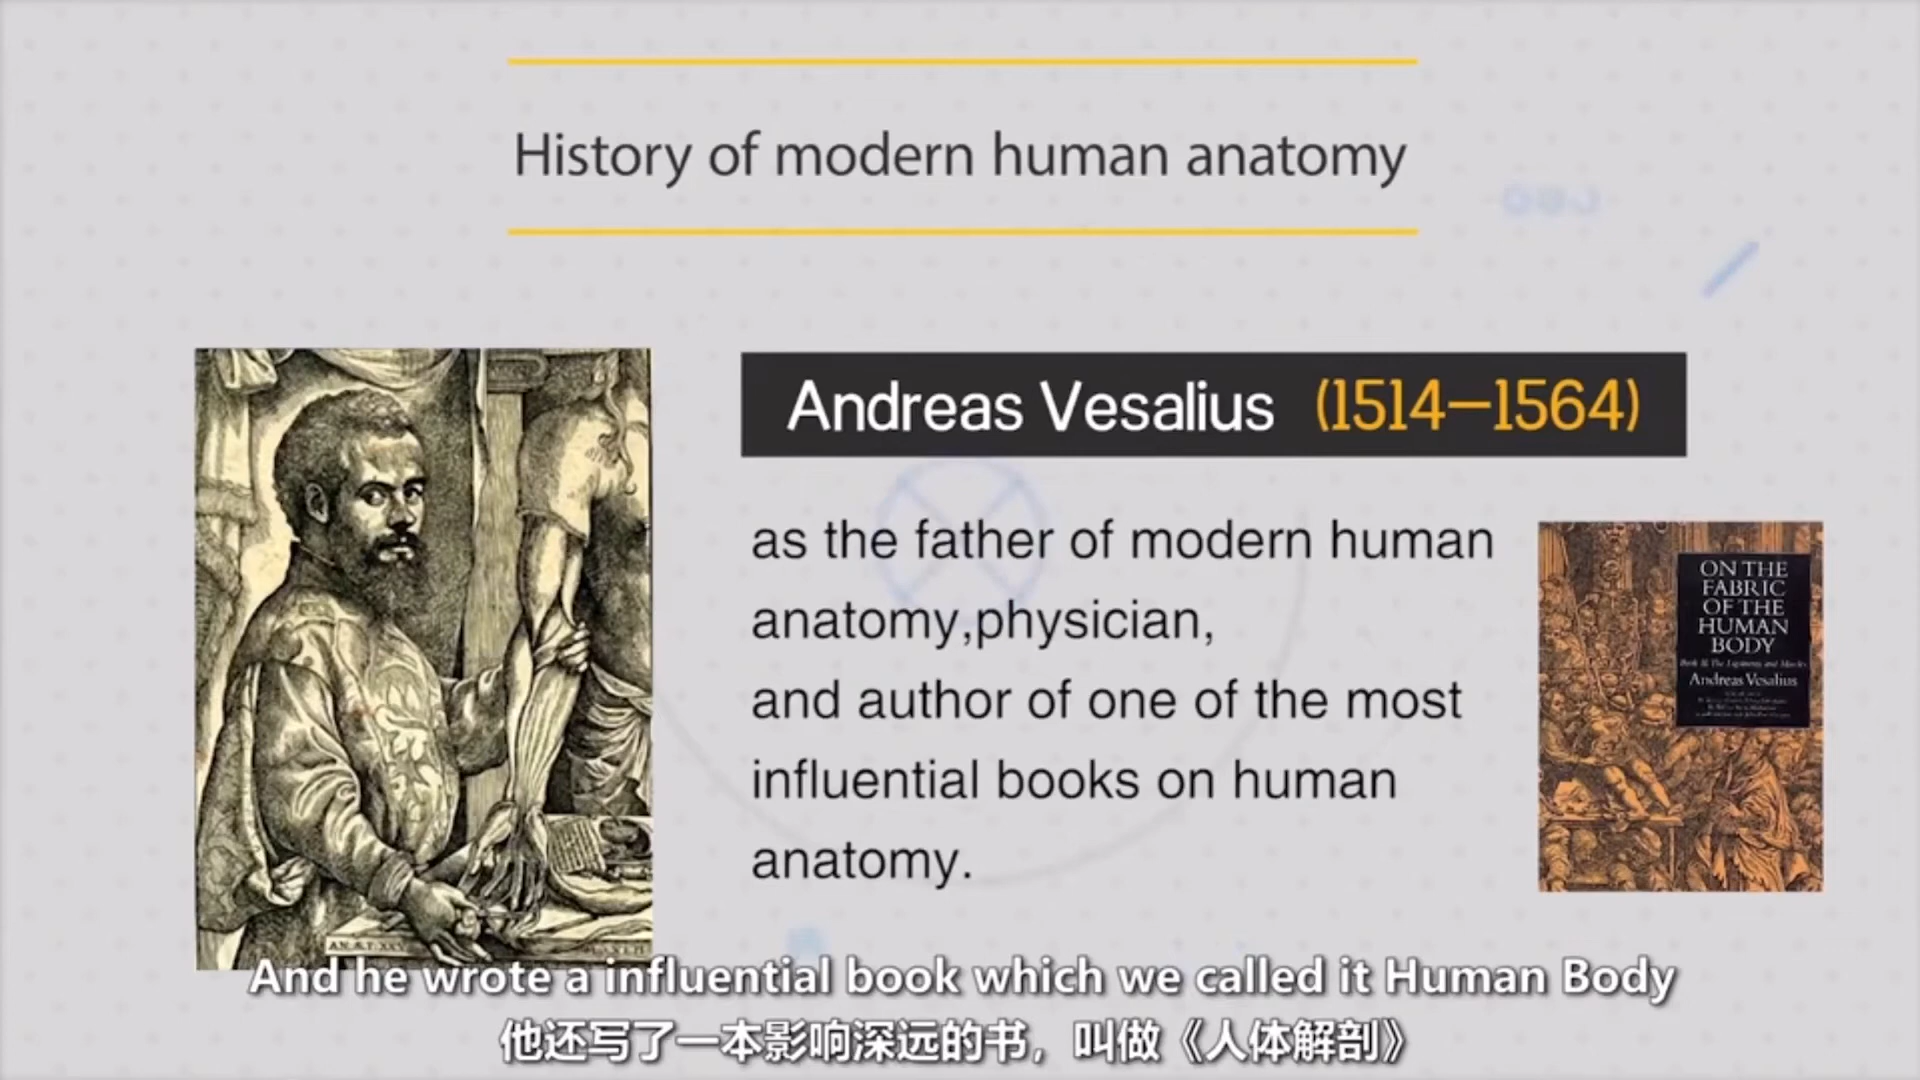 History of modern human anatomy
Andreas Vesalius (1514—1564)
as the father of modern human
anatomy,physician,
and author of one of the most
influential books on human
anatomy.
ON THE
FABRIC
OF THE
HUMAN
BODY
Andreas Vesalius
And he wrote a influential book which we called it Human Body
他还写了一本影响深远的书，叫做《人体解剖》